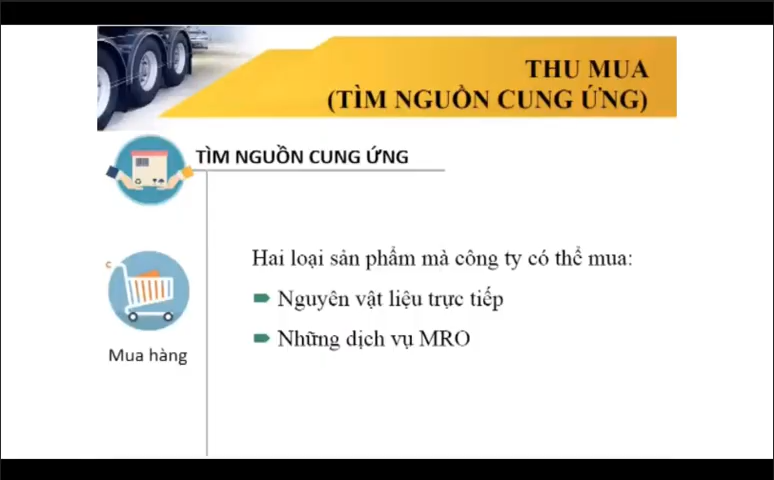 THU MUA
(TÌM NGUỒN CUNG ỨNG)
TÌM NGUỒN CUNG ỨNG
Hai loại sản phẩm mà công ty có thể mua:
Nguyên vật liệu trực tiếp
Những dịch vụ MRO
Mua hàng